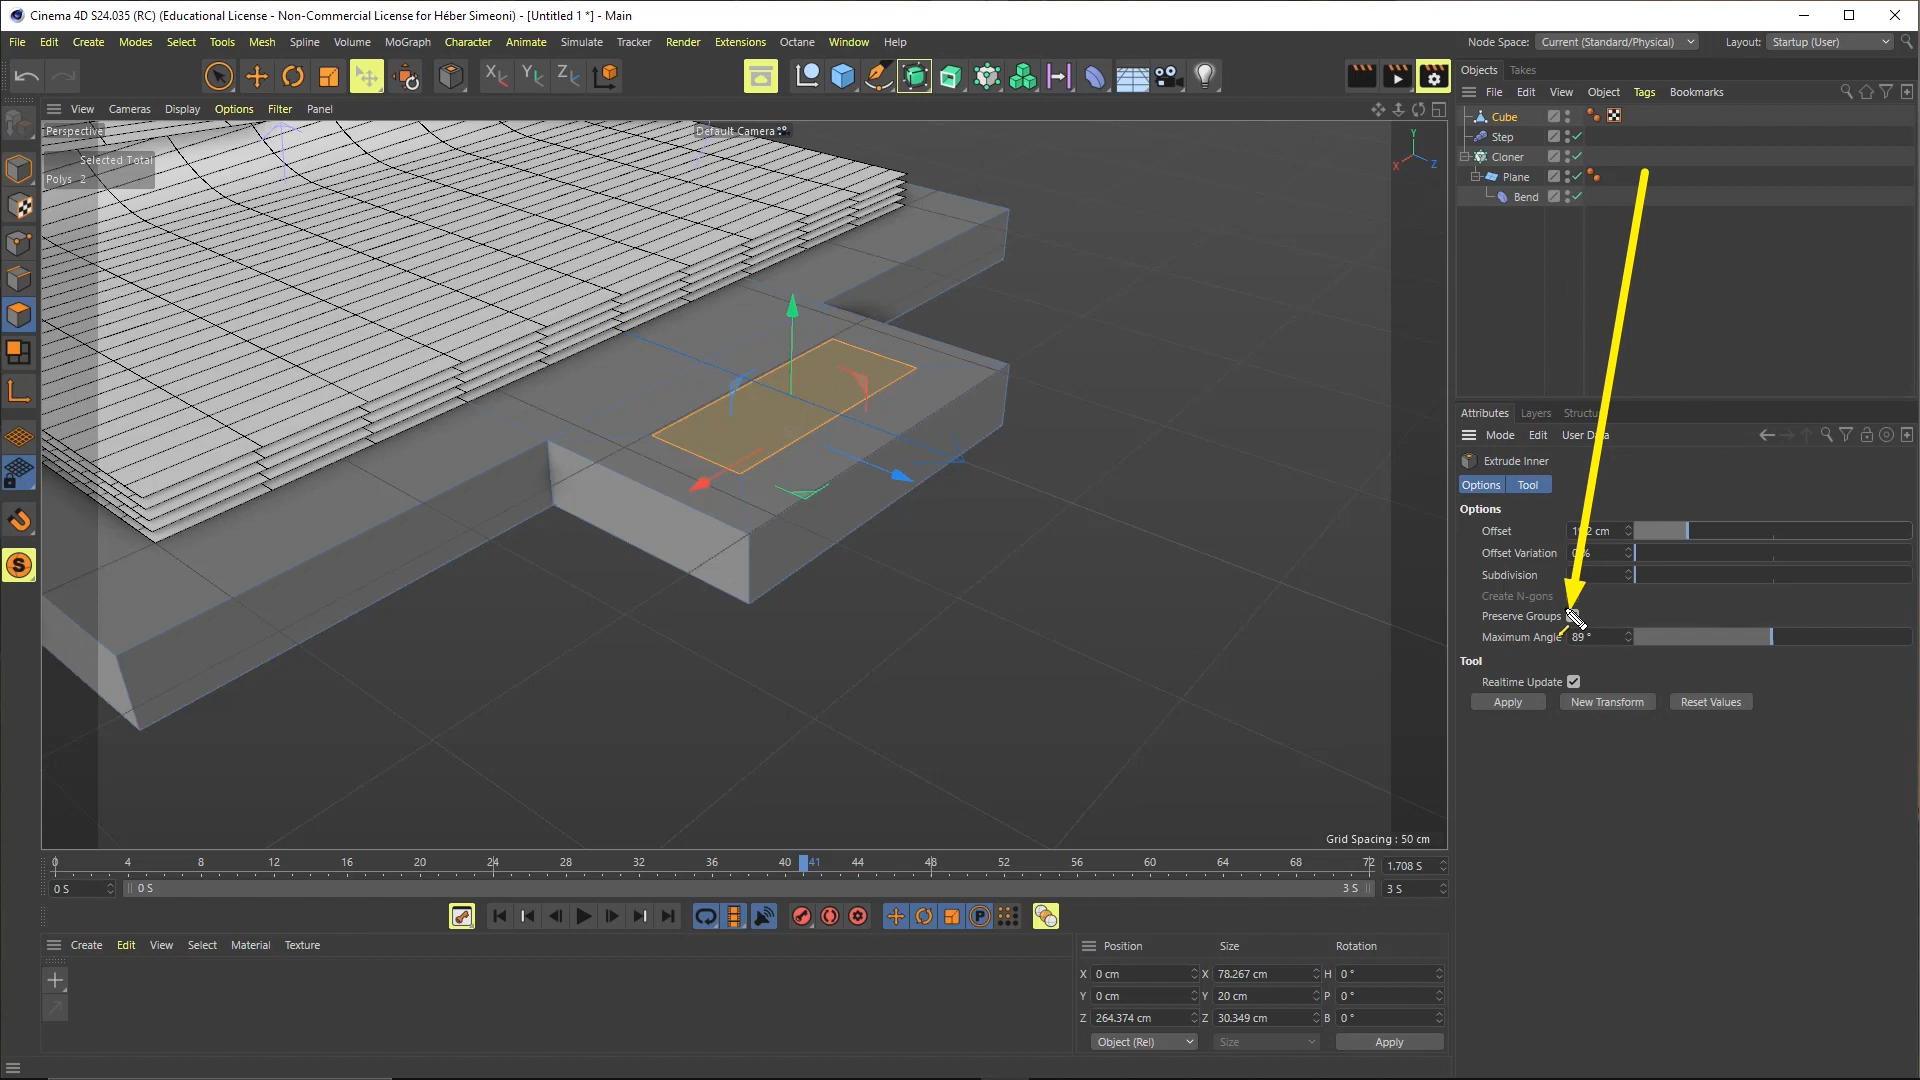 Cinema 4D S24.035 (RC) (Educational License - Non-Commercial License for Héber Simeoni) - [Untitled 1 *] - Main
File Edit Create Modes Select Tools Mesh Spline Volume MoGraph Character Animate Simulate Tracker Render Extensions Octane Window Help
Node Space: Current (Standard/Physical) Layout: Startup (User)
X Y Z
Objects Takes
File Edit View Object Tags Bookmarks
View Cameras Display Options Filter Panel
Perspective
Default Camera
Selected Total
Polys 2
Y
X
Z
Cube
Step
Cloner
Plane
Bend
Attributes Layers
Mode Edit
Extrude Inner
Options Tool
Options
Offset
Offset Variation
Subdivision
Create N-gons
Preserve Groups
Maximum Angle 89 °
Tool
Realtime Update
Apply New Transform Reset Values
S
Grid Spacing : 50 cm
0 4 8 12 16 20 24 28 32 36 40 41 44 48 52 56 60 64 68 72 1.708 S
0 S 0 S 3 S 3 S
P
Create Edit View Select Material Texture
Position Size Rotation
X 0 cm X 78.267 cm H 0 °
Y 0 cm Y 20 cm P 0 °
Z 264.374 cm Z 30.349 cm B 0 °
Object (Rel) Size Apply